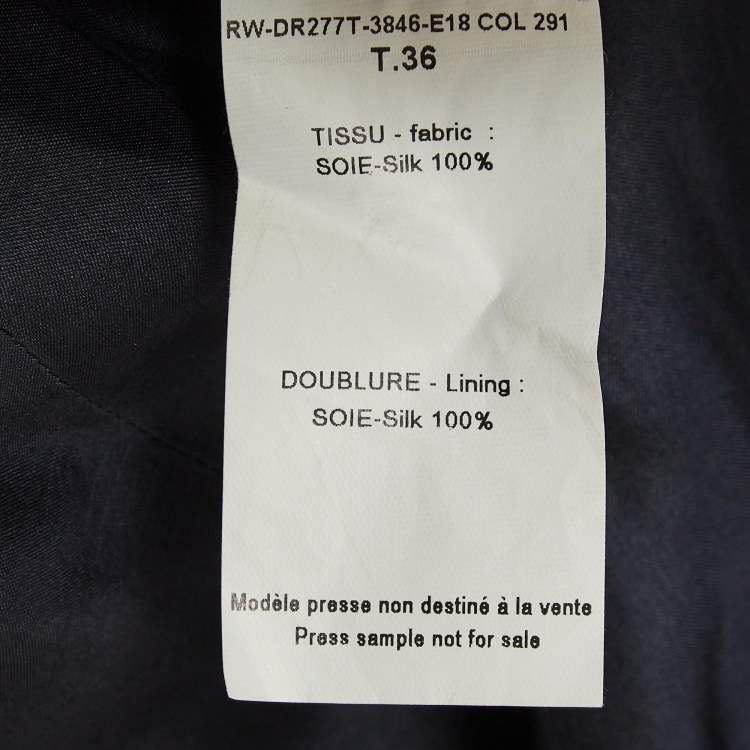 RW-DR277T-3846-E18 COL 291
T.36
TISSU - fabric :
SOIE-Silk 100%
DOUBLURE - Lining :
SOIE-Silk 100%
Modèle presse non destiné à la vente
Press sample not for sale